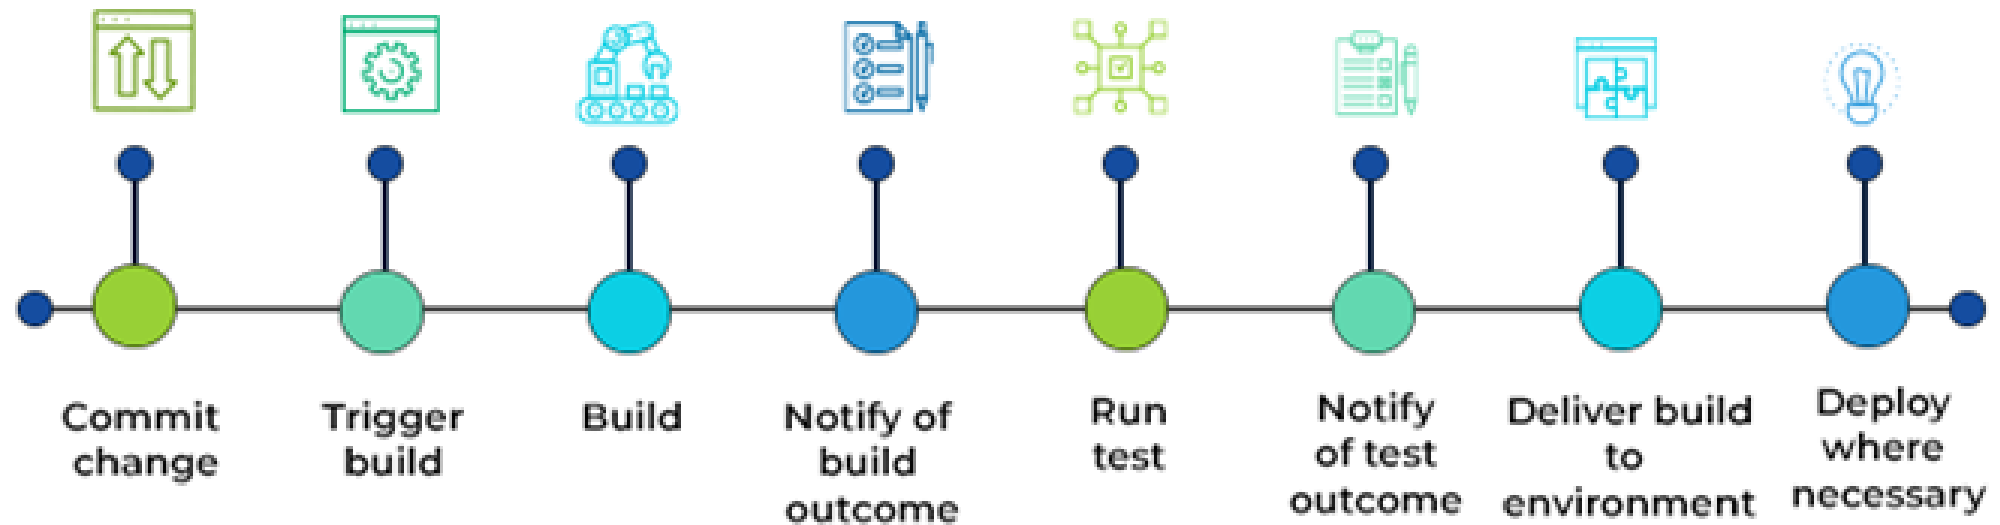 Commit
change
Trigger
build
Build
Notify of
build
outcome
Run
test
Notify
of test
outcome
Deliver build
to
environment
Deploy
where
necessary